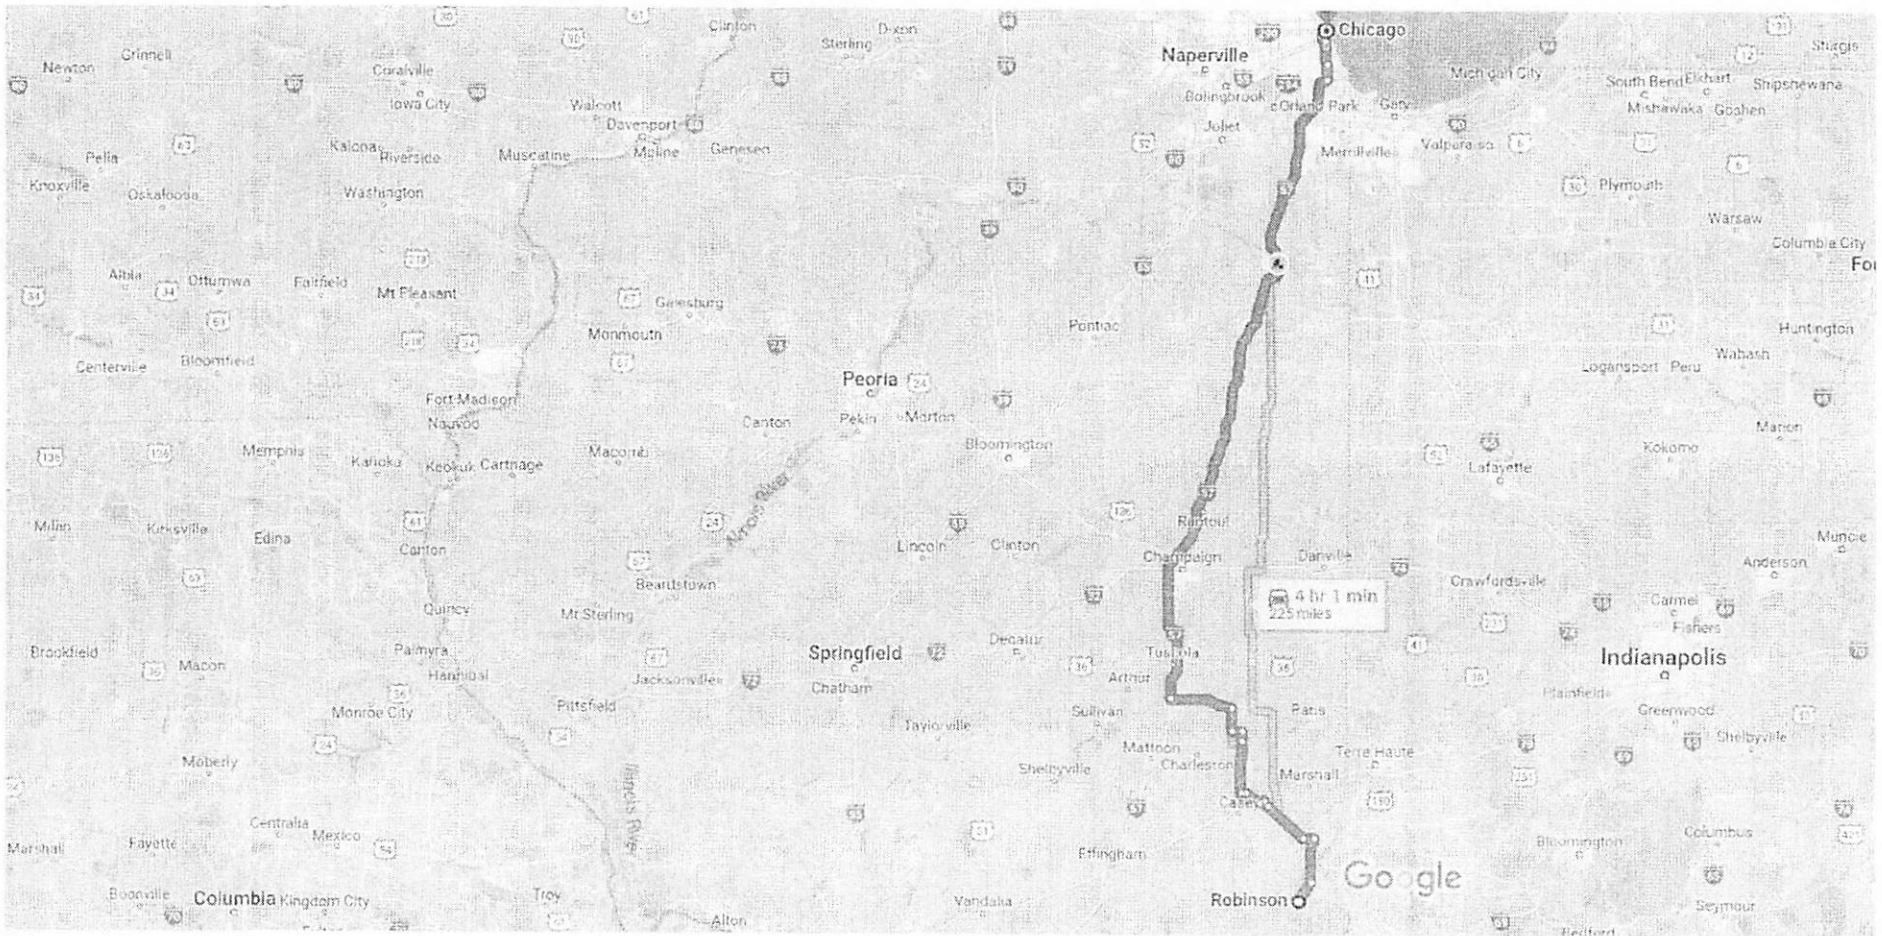 Clinton
Dixon
Sterling
Chicago
Naperville
Sturgis
Grinnell
Newton
Coralville
Iowa City
Walcott
Davenport
Moline
Geneseo
Bolingbrook
Orland Park
Gary
Michigan City
South Bend
Elkhart
Shipshewana
Mishawaka
Goshen
Joliet
Merrillville
Valparaiso
Pella
Kalona
Riverside
Muscatine
Knoxville
Oskaloosa
Washington
Plymouth
Warsaw
Columbia City
For
Albia
Ottumwa
Fairfield
Mt Pleasant
Galesburg
Monmouth
Pontiac
Huntington
Wabash
Logansport
Peru
Centerville
Bloomfield
Peoria
24
Fort Madison
Nauvoo
Canton
Pekin
Morton
Bloomington
Marion
Kokomo
Memphis
Kahoka
Keokuk
Carthage
Macomb
Lafayette
Illinois River
Milan
Kirksville
Edina
Canton
Rantoul
Lincoln
Clinton
Champaign
Danville
Muncie
Anderson
Beardstown
Crawfordsville
4 hr 1 min
225 miles
Carmel
Fishers
Quincy
Mt Sterling
Decatur
Brookfield
Macon
Palmyra
Hannibal
Springfield
Tuscola
Indianapolis
Jacksonville
Chatham
Arthur
Plainfield
Monroe City
Pittsfield
Sullivan
Paris
Greenwood
Taylorville
Mattoon
Charleston
Terre Haute
Shelbyville
Moberly
Shelbyville
Marshall
Illinois River
Casey
Centralia
Mexico
Marshall
Fayette
Effingham
Bloomington
Columbus
Google
Boonville
Columbia
Kingdom City
Troy
Alton
Vandalia
Robinson
Seymour
Bedford